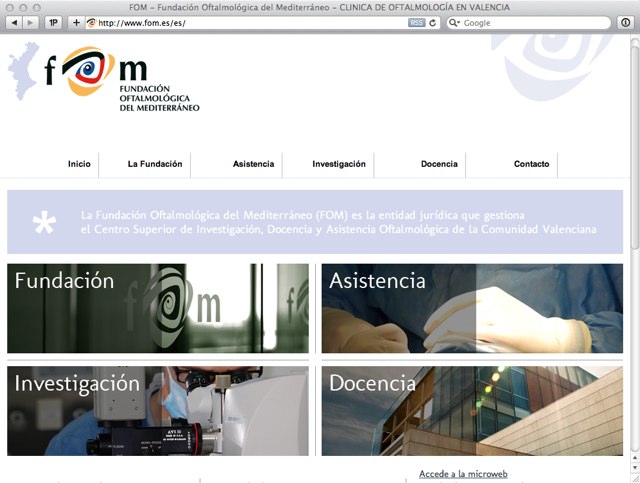 FOM – Fundación Oftalmológica del Mediterráneo – CLINICA DE OFTALMOLOGÍA EN VALENCIA
1P
http://www.fom.es/es/
RSS
Google
fom
FUNDACIÓN
OFTALMOLÓGICA
DEL MEDITERRÁNEO
Inicio
La Fundación
Asistencia
Investigación
Docencia
Contacto
* La Fundación Oftalmológica del Mediterráneo (FOM) es la entidad jurídica que gestiona
el Centro Superior de Investigación, Docencia y Asistencia Oftalmológica de la Comunidad Valenciana
Fundación
fom
Asistencia
Investigación
Docencia
Accede a la microweb